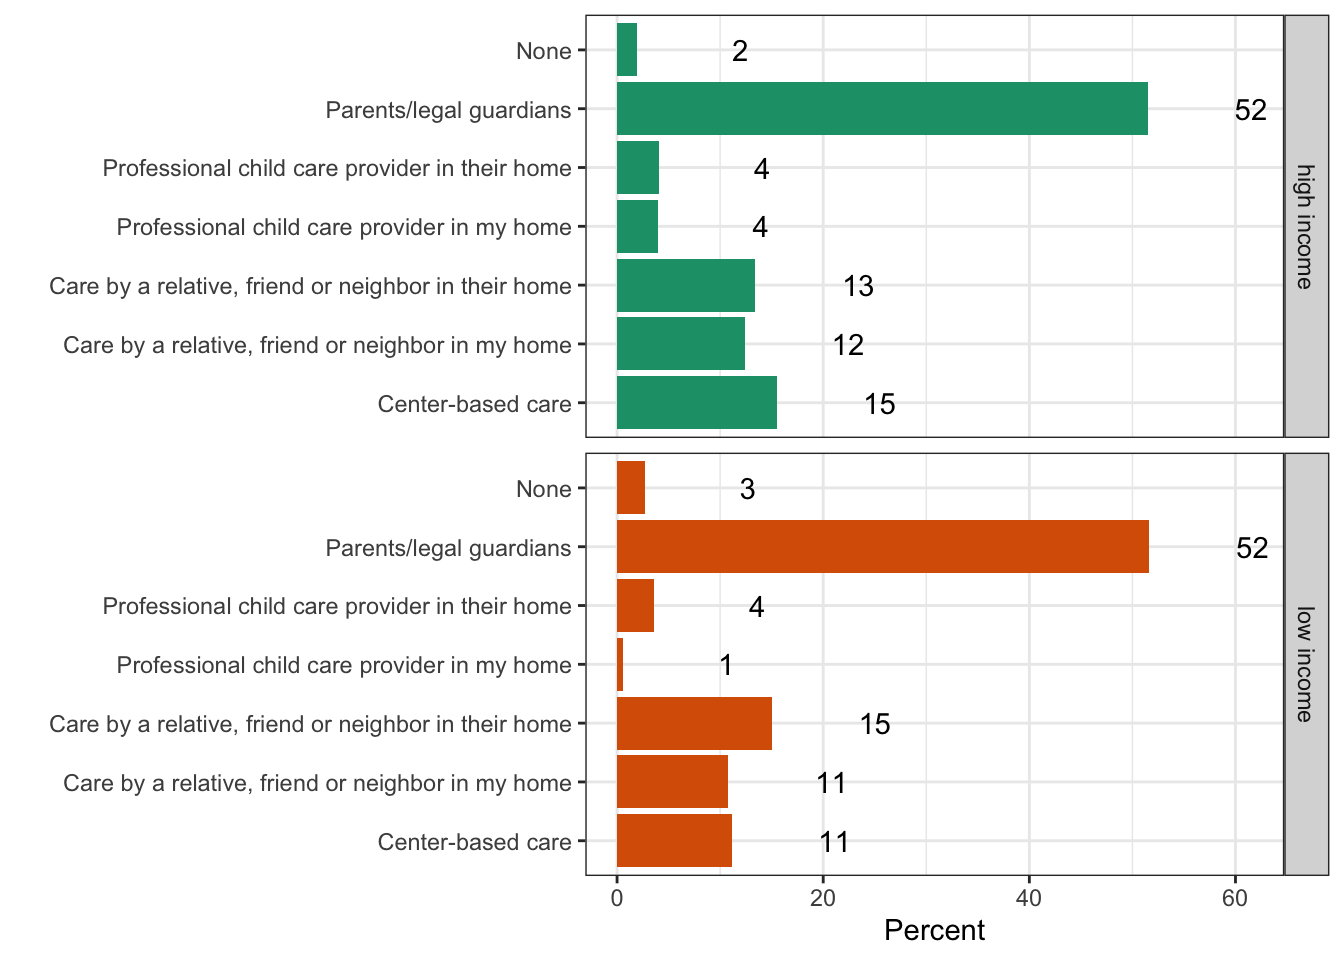 None 2
Parents/legal guardians 52
Professional child care provider in their home 4
Professional child care provider in my home 4
Care by a relative, friend or neighbor in their home 13
Care by a relative, friend or neighbor in my home 12
Center-based care 15
high income
None 3
Parents/legal guardians 52
Professional child care provider in their home 4
Professional child care provider in my home 1
Care by a relative, friend or neighbor in their home 15
Care by a relative, friend or neighbor in my home 11
Center-based care 11
low income
0 20 40 60
Percent